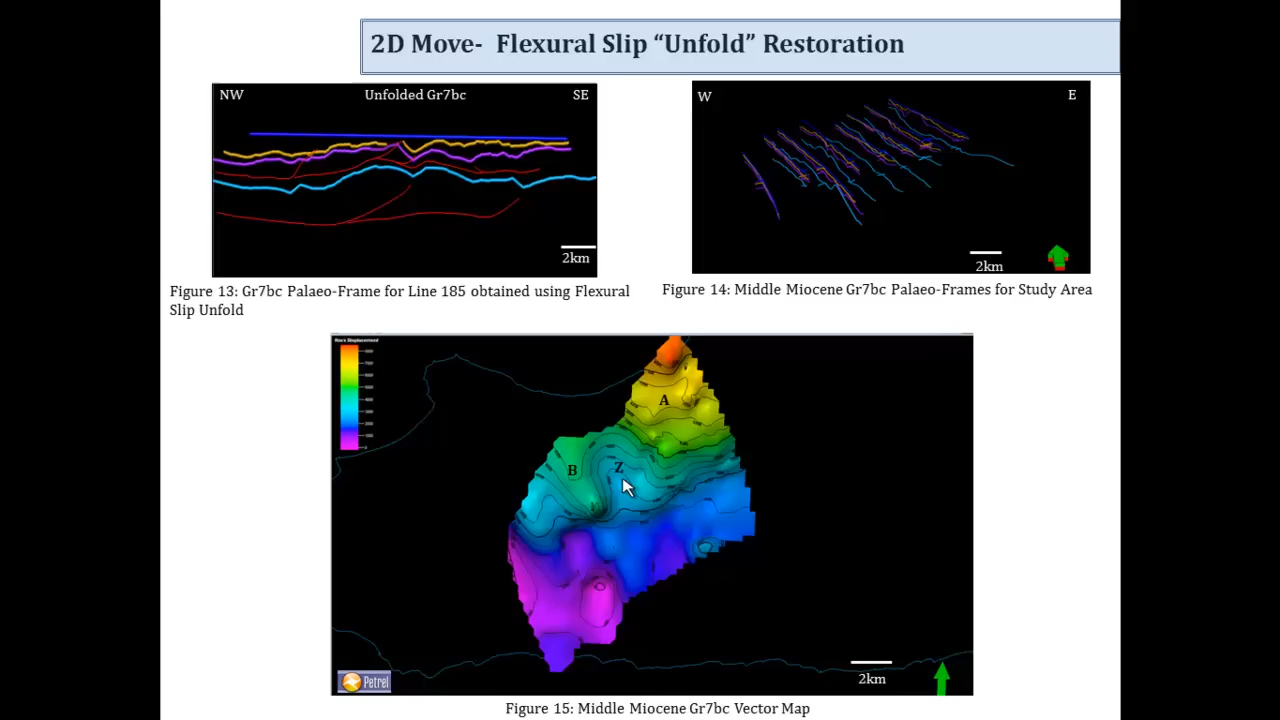 2D Move-  Flexural Slip “Unfold” Restoration
NW
Unfolded Gr7bc
SE
2km
W
E
2km
Figure 13: Gr7bc Palaeo-Frame for Line 185 obtained using Flexural
Slip Unfold
Figure 14: Middle Miocene Gr7bc Palaeo-Frames for Study Area
A
B
Z
2km
Petrel
Figure 15: Middle Miocene Gr7bc Vector Map